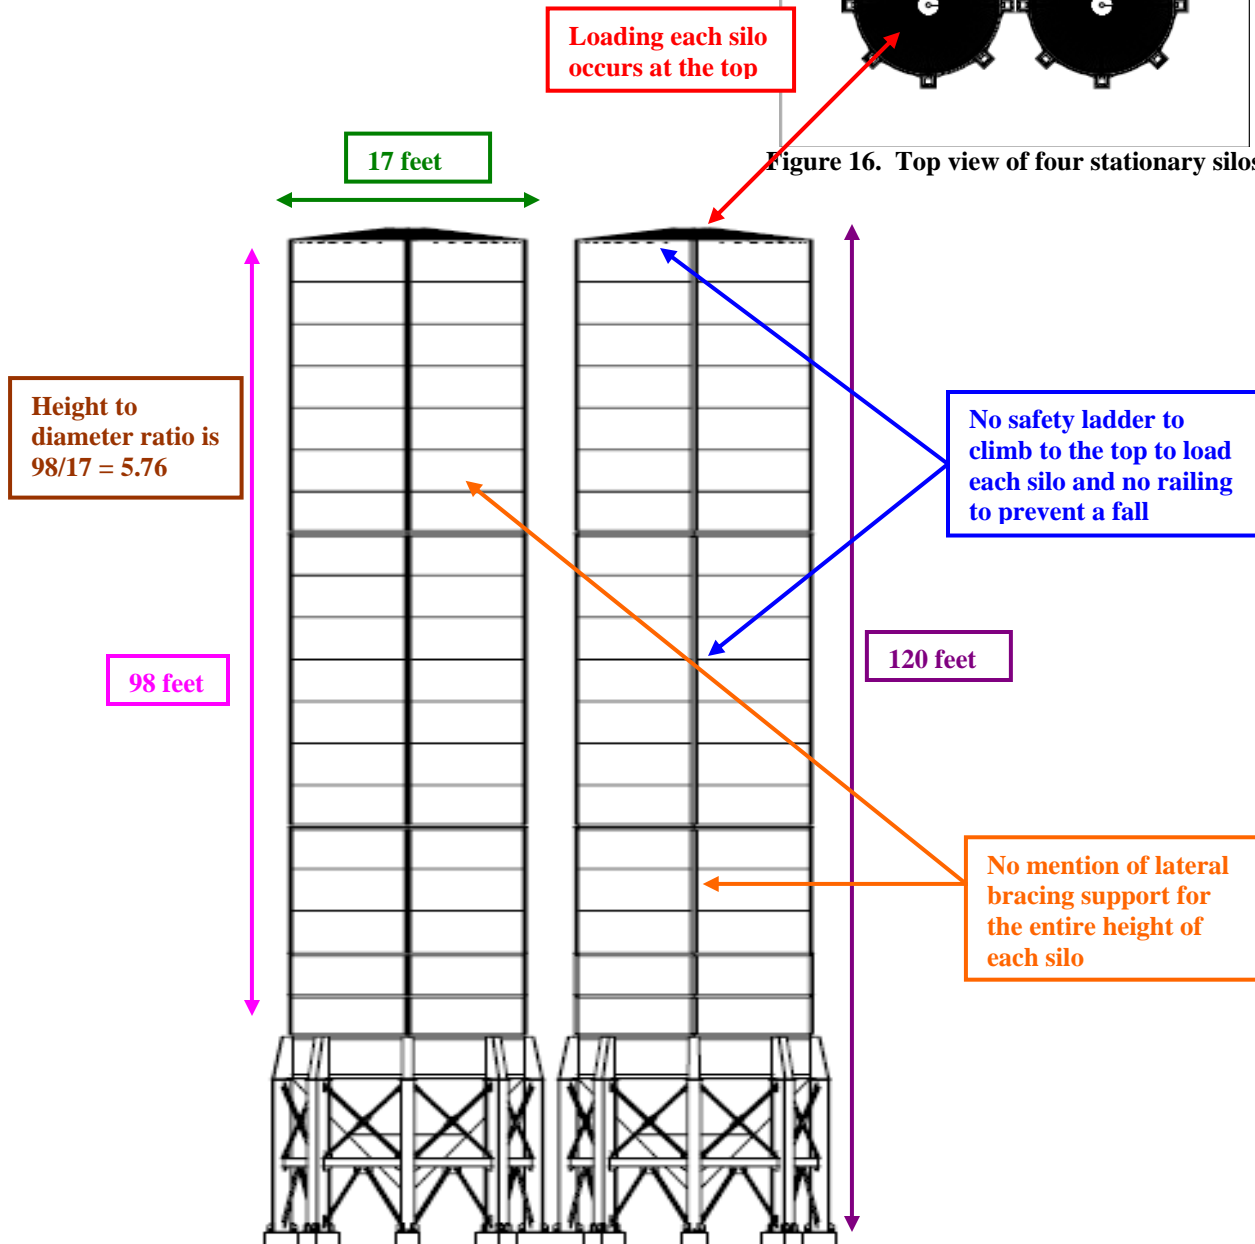 Loading each silo
occurs at the top
Figure 16.  Top view of four stationary silos
17 feet
Height to
diameter ratio is
98/17 = 5.76
No safety ladder to
climb to the top to load
each silo and no railing
to prevent a fall
98 feet
120 feet
No mention of lateral
bracing support for
the entire height of
each silo